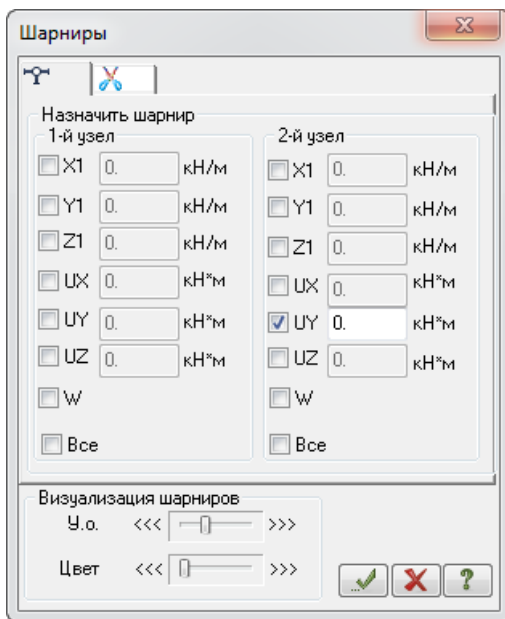 Шарниры
Назначить шарнир
1-й узел 2-й узел
X1 0. кН/м X1 0. кН/м
Y1 0. кН/м Y1 0. кН/м
Z1 0. кН/м Z1 0. кН/м
UX 0. кН*м UX 0. кН*м
UY 0. кН*м UY 0. кН*м
UZ 0. кН*м UZ 0. кН*м
W W
Все Все
Визуализация шарниров
У.о. <<< >>>
Цвет <<< >>>
?